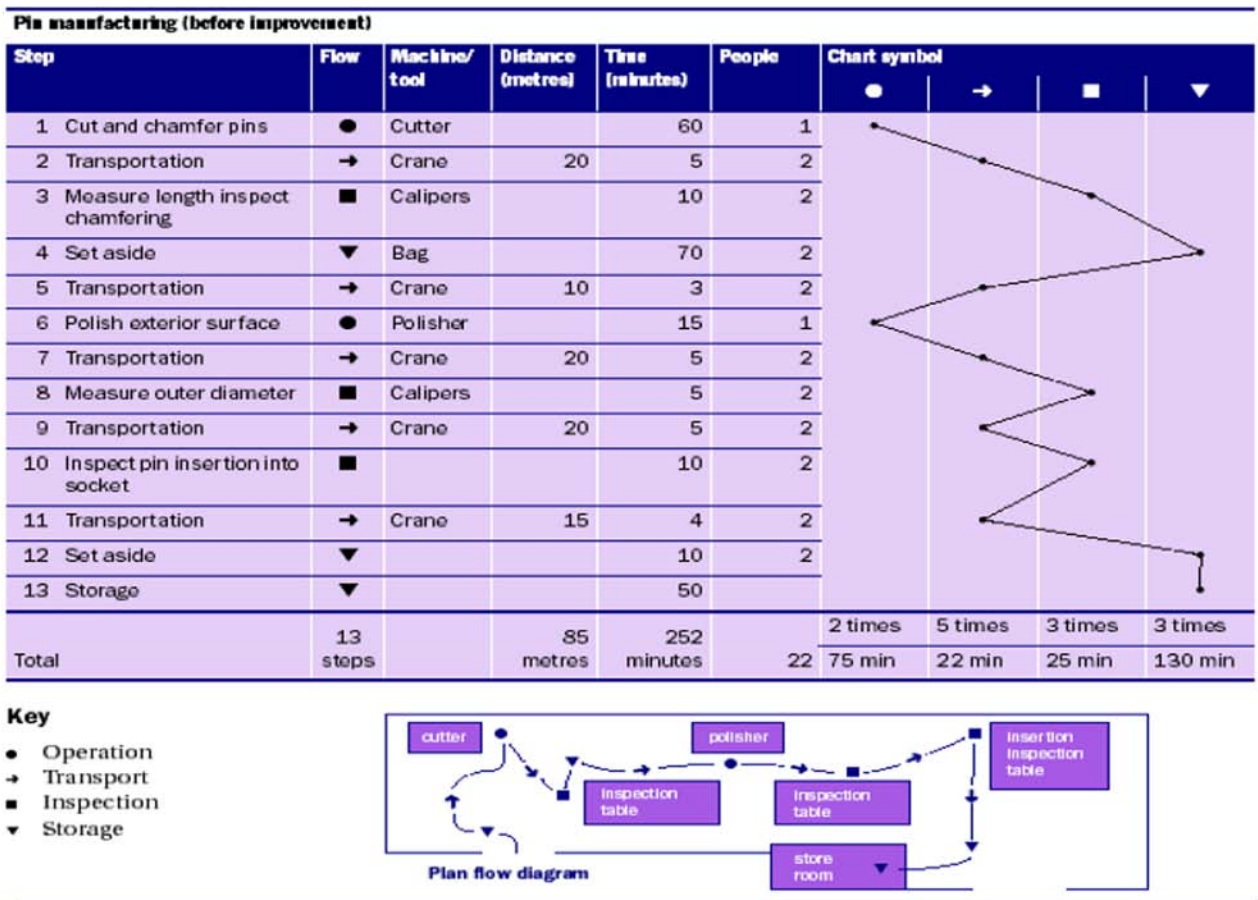 Pin manufacturing (before improvement)
Step Flow Machine/ Distance Time People Chart symbol
tool (metres) (minutes)
1 Cut and chamfer pins Cutter 60 1
2 Transportation Crane 20 5 2
3 Measure length inspect Calipers 10 2
chamfering
4 Set aside Bag 70 2
5 Transportation Crane 10 3 2
6 Polish exterior surface Polisher 15 1
7 Transportation Crane 20 5 2
8 Measure outer diameter Calipers 5 2
9 Transportation Crane 20 5 2
10 Inspect pin insertion into 10 2
socket
11 Transportation Crane 15 4 2
12 Set aside 10 2
13 Storage 50
2 times 5 times 3 times 3 times
13 85 252
Total steps metres minutes 22 75 min 22 min 25 min 130 min
Key
Operation
Transport
Inspection
Storage
cutter
polisher
insertion
inspection
table
inspection
table
inspection
table
store
room
Plan flow diagram